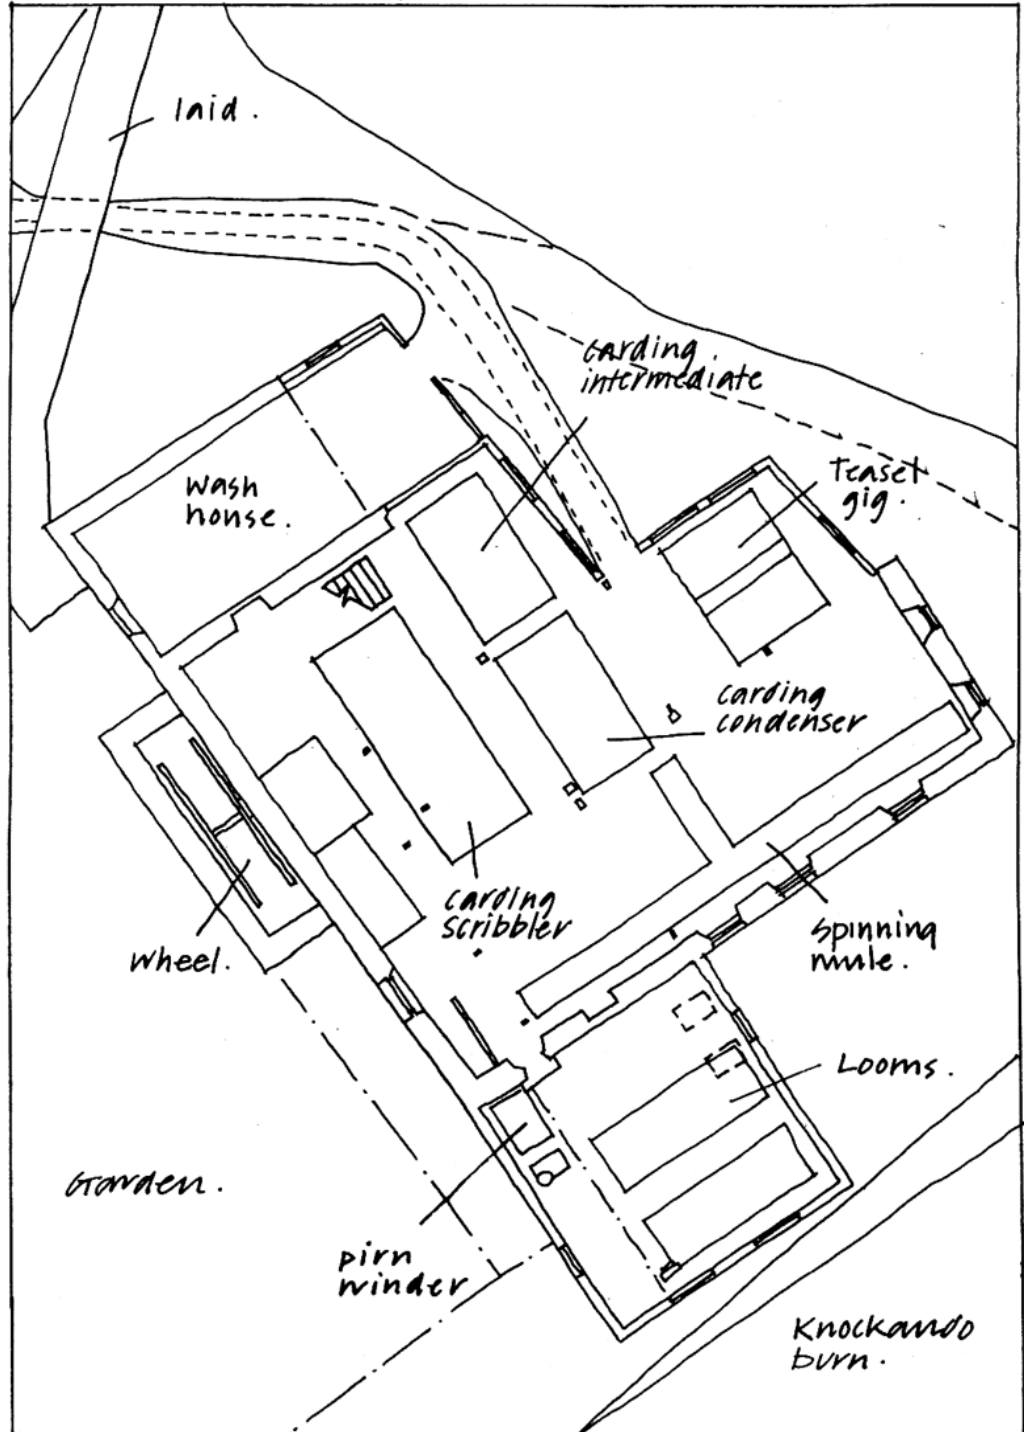 laid.
carding
intermediate
Teasel
gig.
wash
house.
carding
condenser
carding
scribbler
wheel.
spinning
mule.
Looms.
Garden.
pirn
winder
Knockando
burn.